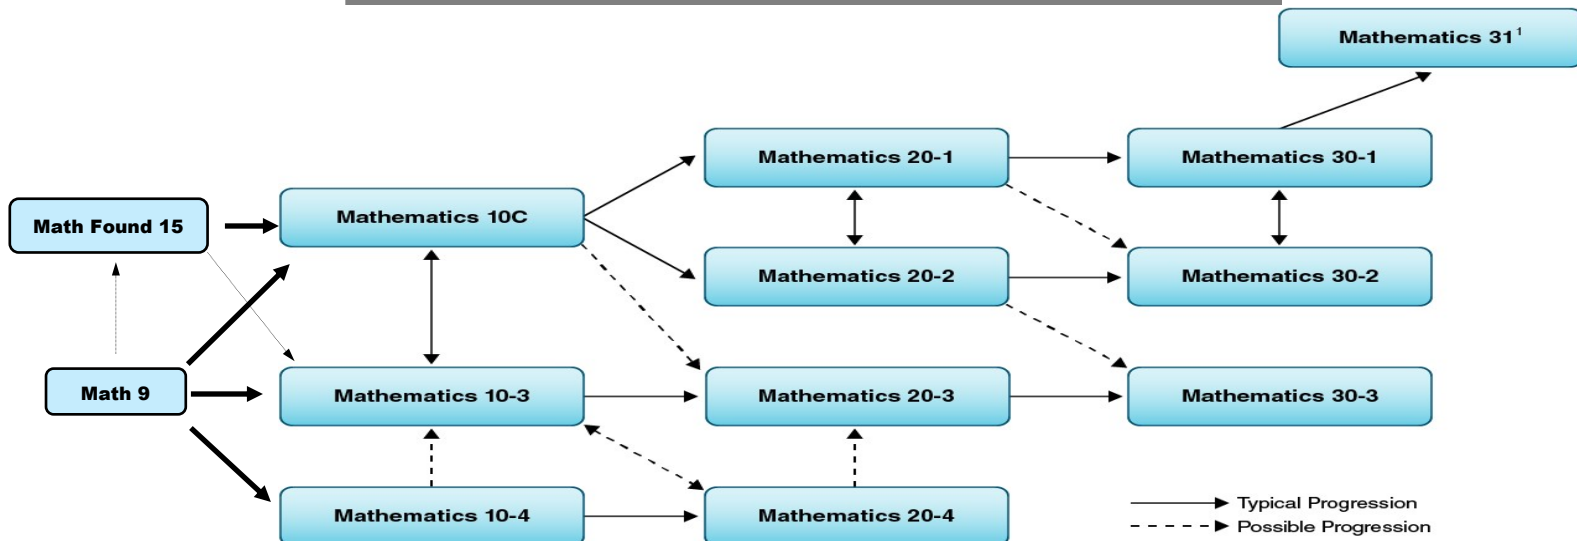 Mathematics 31¹
Mathematics 20-1
Mathematics 30-1
Math Found 15
Mathematics 10C
Mathematics 20-2
Mathematics 30-2
Math 9
Mathematics 10-3
Mathematics 20-3
Mathematics 30-3
Mathematics 10-4
Mathematics 20-4
Typical Progression
Possible Progression